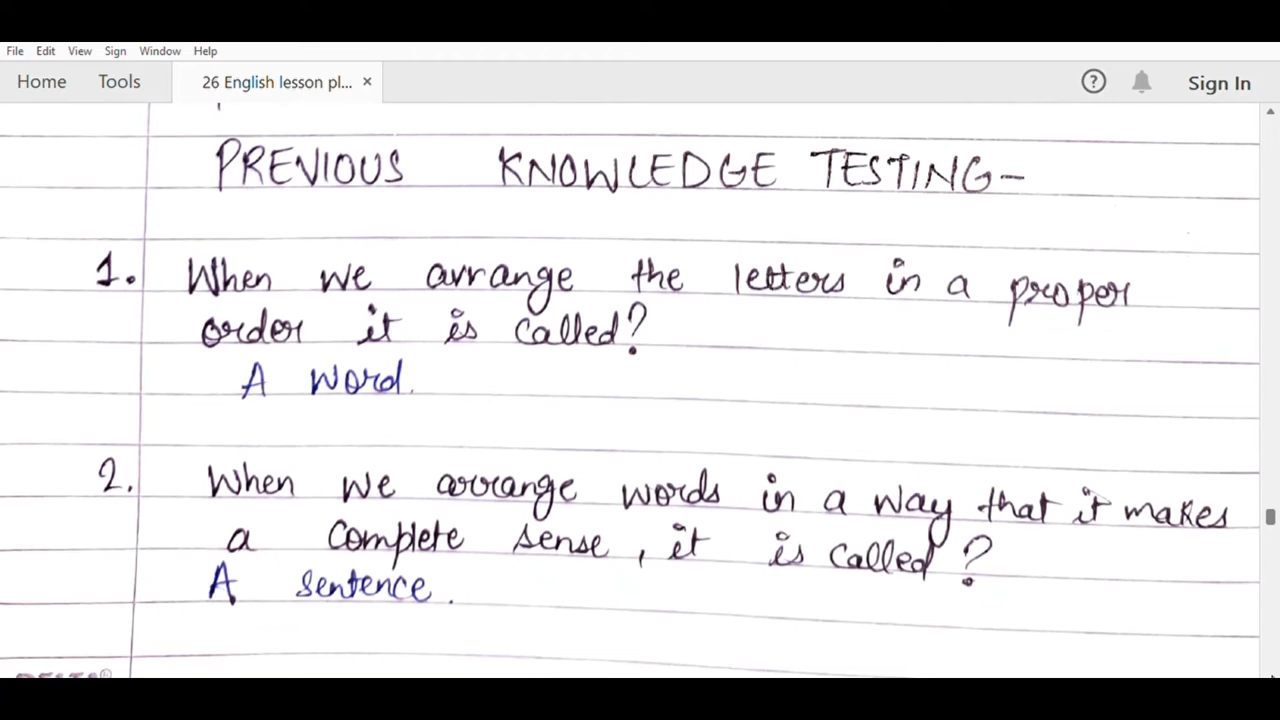 File Edit View Sign Window Help
Home Tools 26 English lesson pl... × Sign In
PREVIOUS KNOWLEDGE TESTING-
1. When we arrange the letters in a proper
order it is called?
A word.
2. When we arrange words in a way that it makes
a complete sense, it is called?
A sentence.